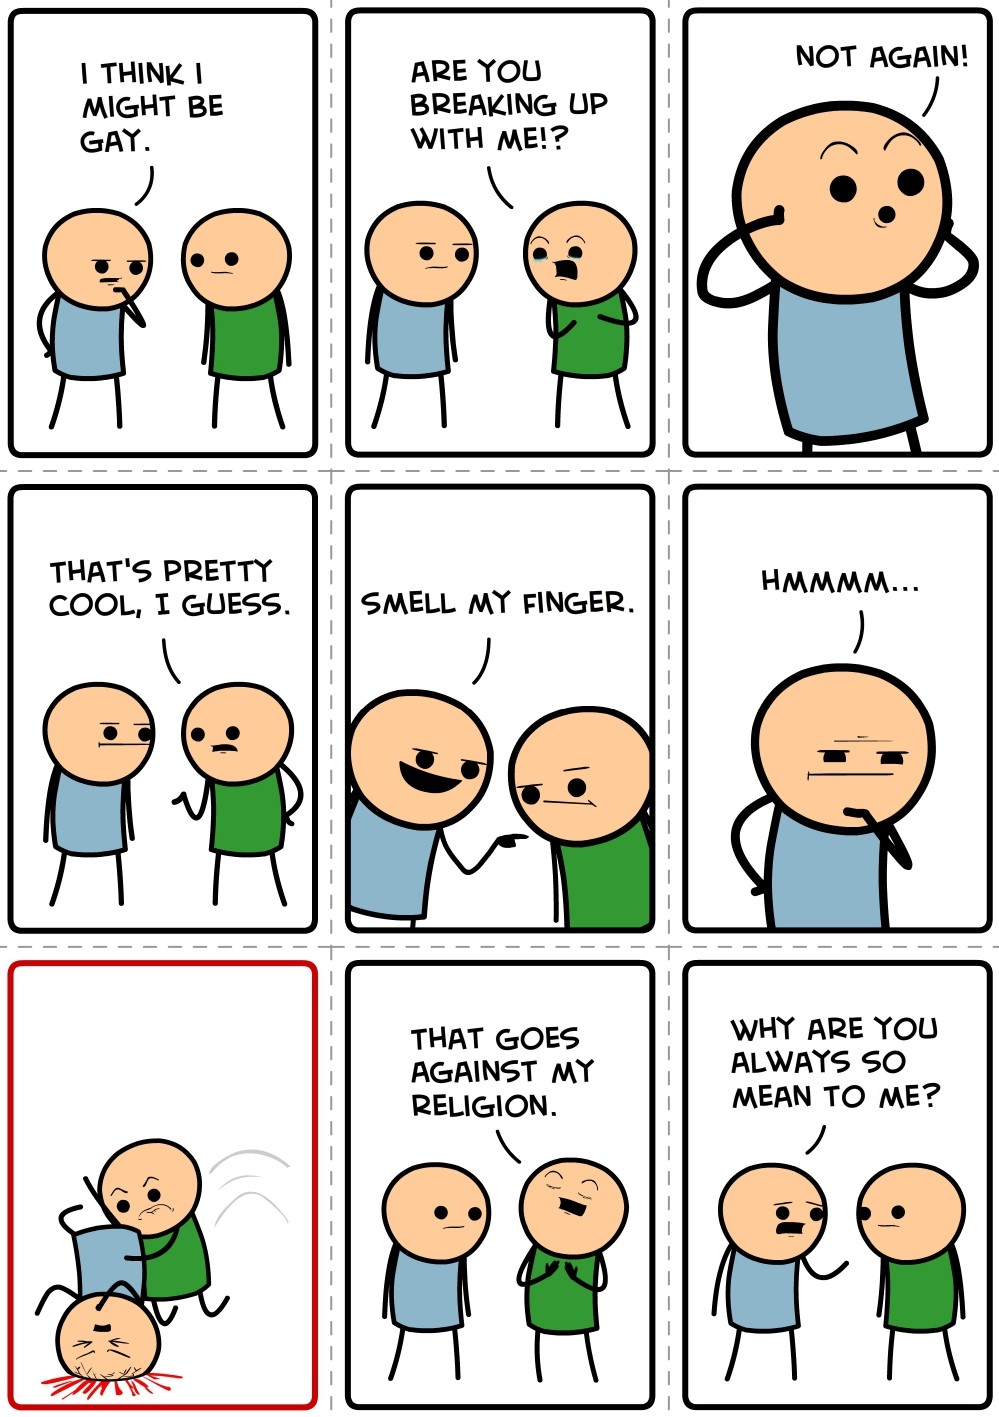 I THINK I
MIGHT BE
GAY.
ARE YOU
BREAKING UP
WITH ME!?
NOT AGAIN!
THAT'S PRETTY
COOL, I GUESS.
SMELL MY FINGER.
HMMMM...
THAT GOES
AGAINST MY
RELIGION.
WHY ARE YOU
ALWAYS SO
MEAN TO ME?